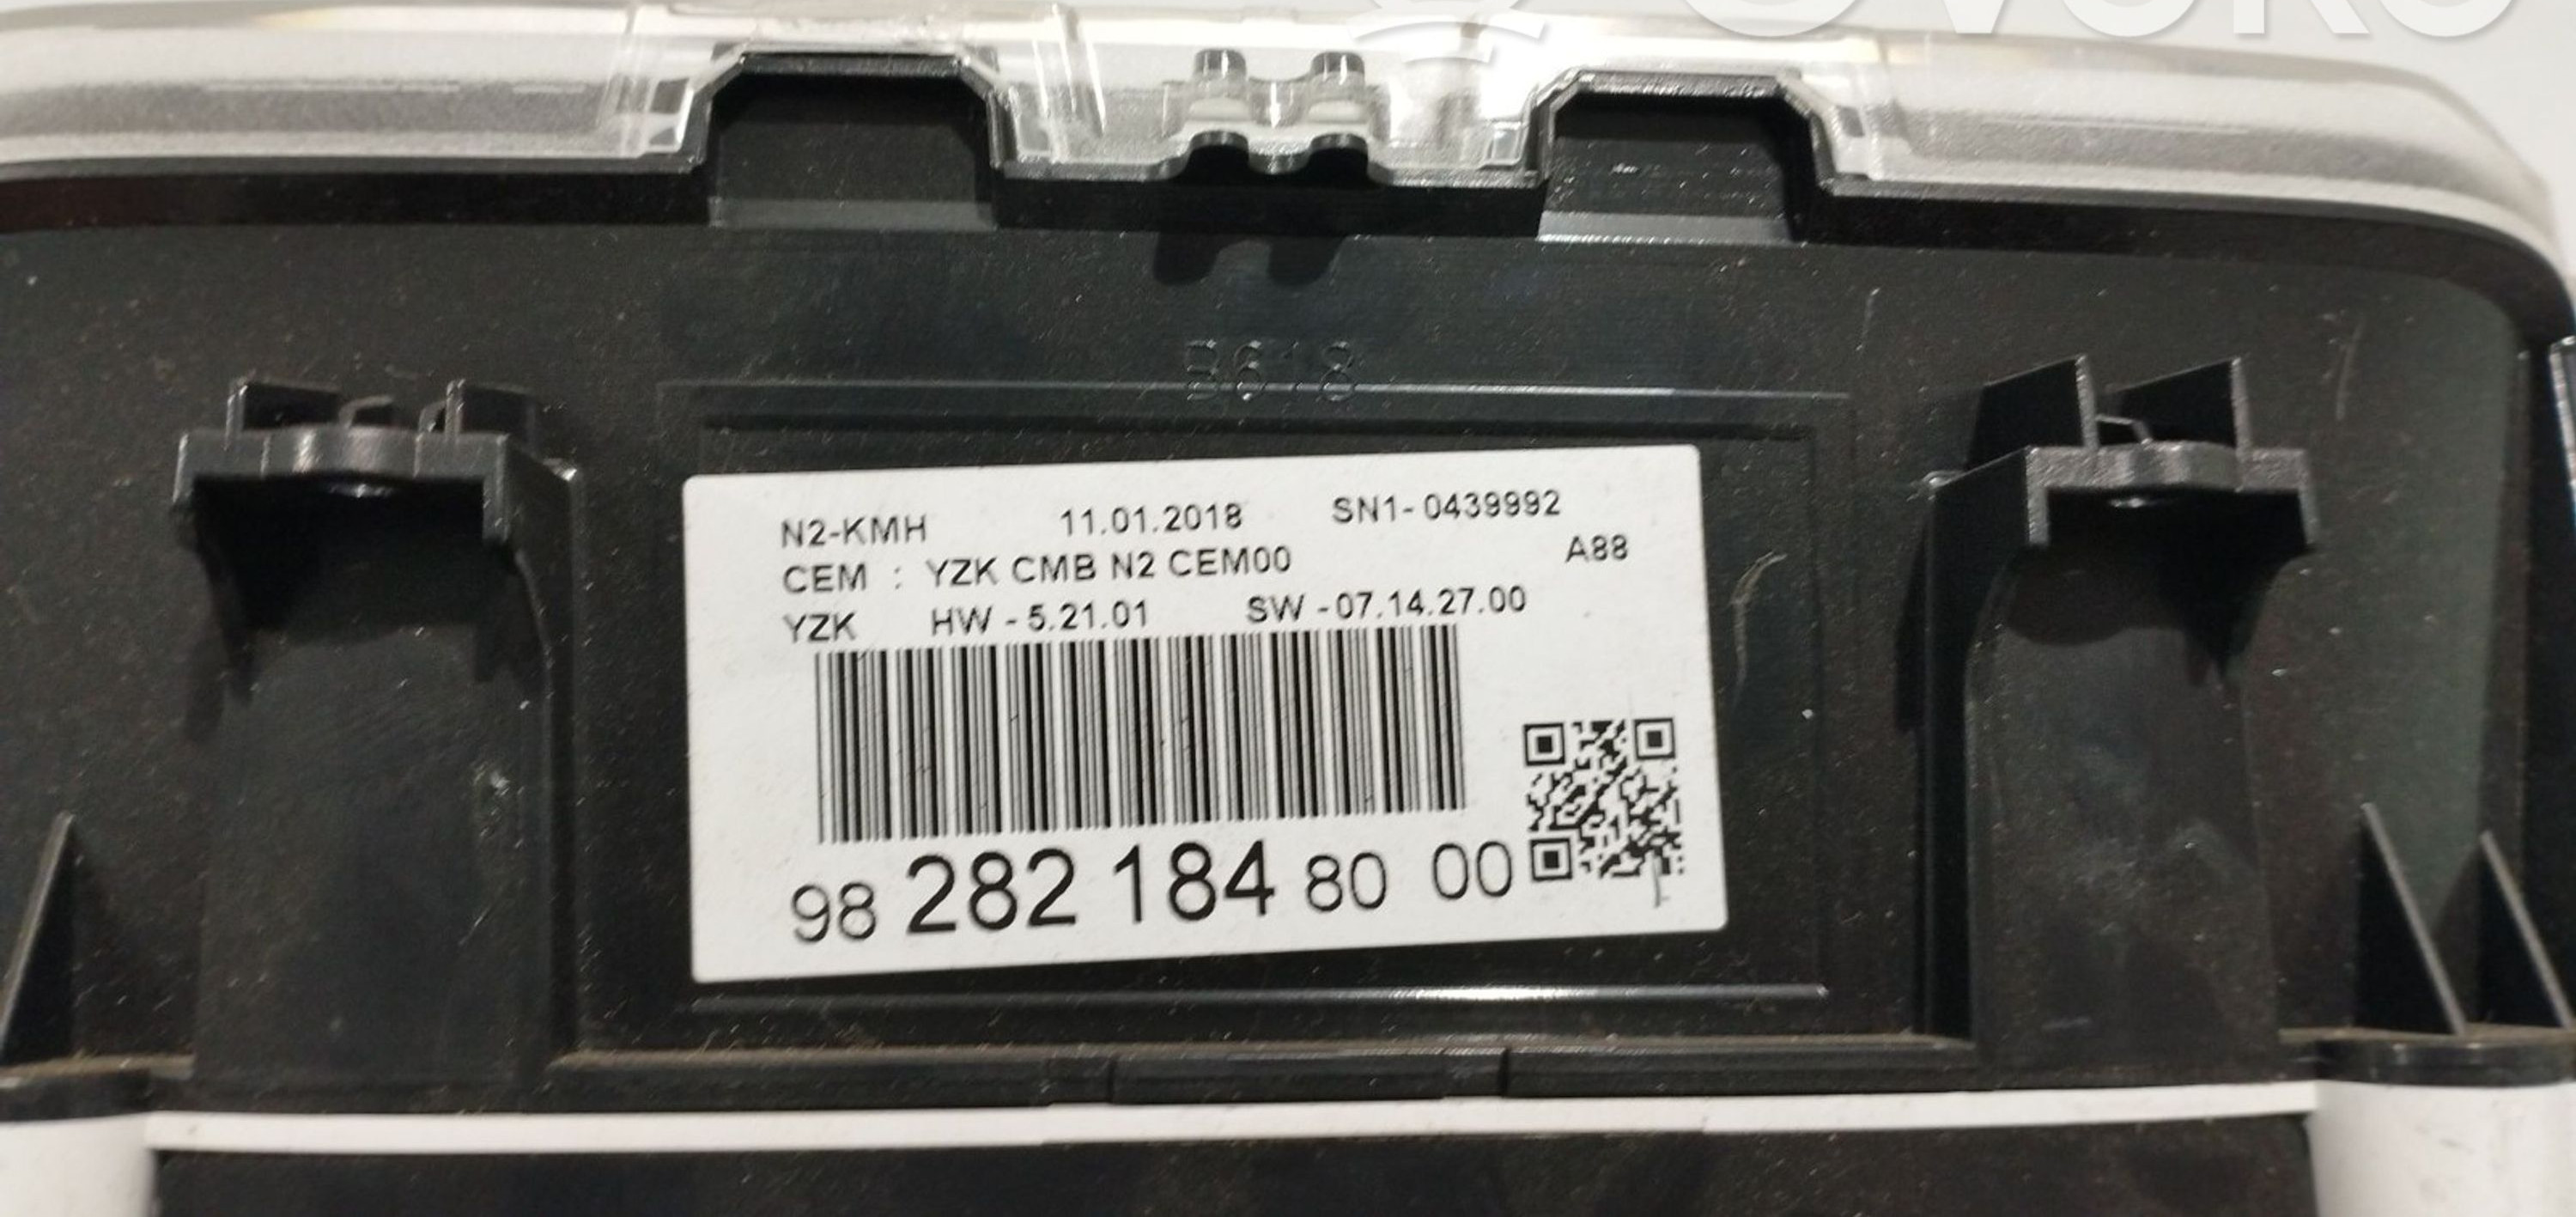 B618
N2-KMH 11.01.2018 SN1-0439992
CEM : YZK CMB N2 CEM00 A88
YZK HW - 5.21.01 SW -07.14.27.00
98 282 184 80 00